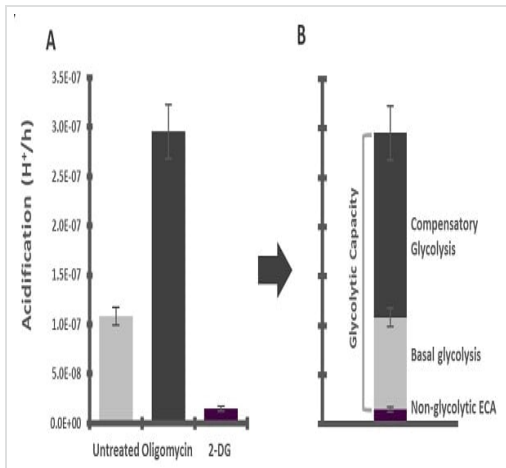 A
Acidification (H⁺/h)
3.5E-07
3.0E-07
2.5E-07
2.0E-07
1.5E-07
1.0E-07
5.0E-08
0.0E+00
Untreated Oligomycin 2-DG
B
Glycolytic Capacity
Compensatory
Glycolysis
Basal glycolysis
Non-glycolytic ECA